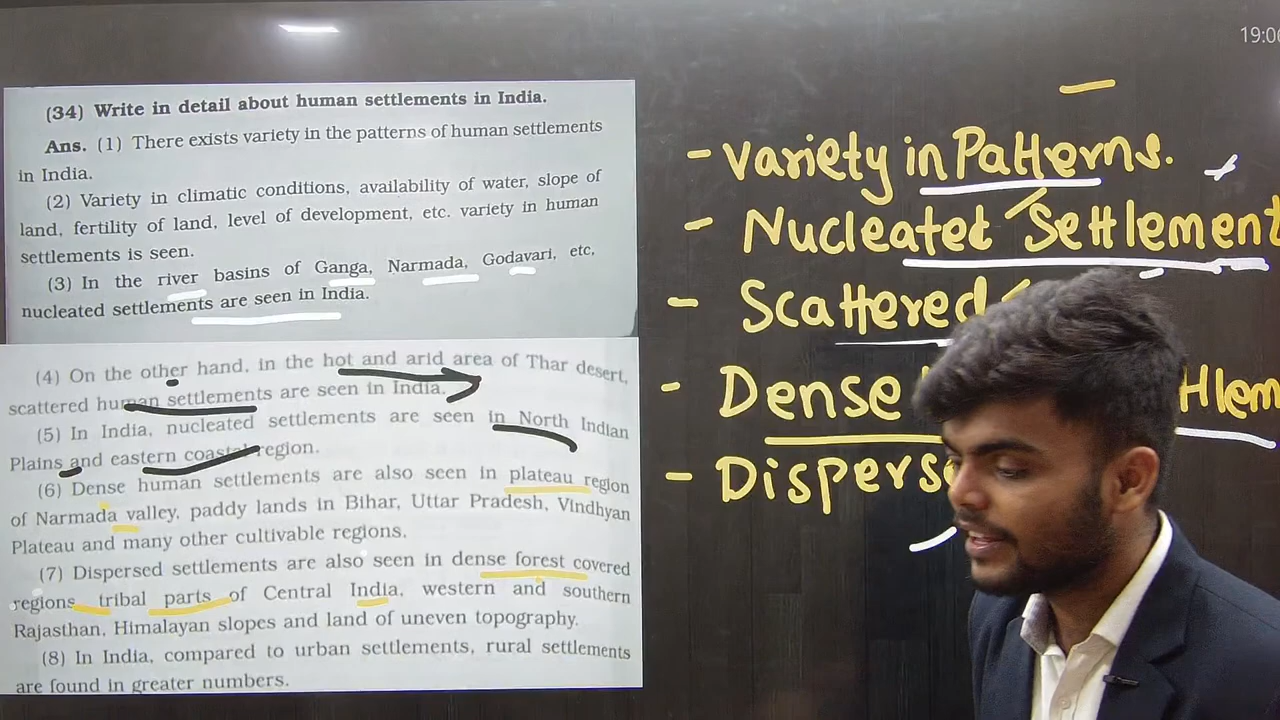 19:06
(34) Write in detail about human settlements in India.
Ans. (1) There exists variety in the patterns of human settlements
in India.
(2) Variety in climatic conditions, availability of water, slope of
land, fertility of land, level of development, etc. variety in human
settlements is seen.
(3) In the river basins of Ganga, Narmada, Godavari, etc,
nucleated settlements are seen in India.
(4) On the other hand, in the hot and arid area of Thar desert,
scattered human settlements are seen in India.
(5) In India, nucleated settlements are seen in North Indian
Plains and eastern coastal region.
(6) Dense human settlements are also seen in plateau region
of Narmada valley, paddy lands in Bihar, Uttar Pradesh, Vindhyan
Plateau and many other cultivable regions.
(7) Dispersed settlements are also seen in dense forest covered
regions tribal parts of Central India, western and southern
Rajasthan, Himalayan slopes and land of uneven topography.
(8) In India, compared to urban settlements, rural settlements
are found in greater numbers.
- Variety in Patterns.
- Nucleated Settlement
- Scattered
- Dense
- Disperse